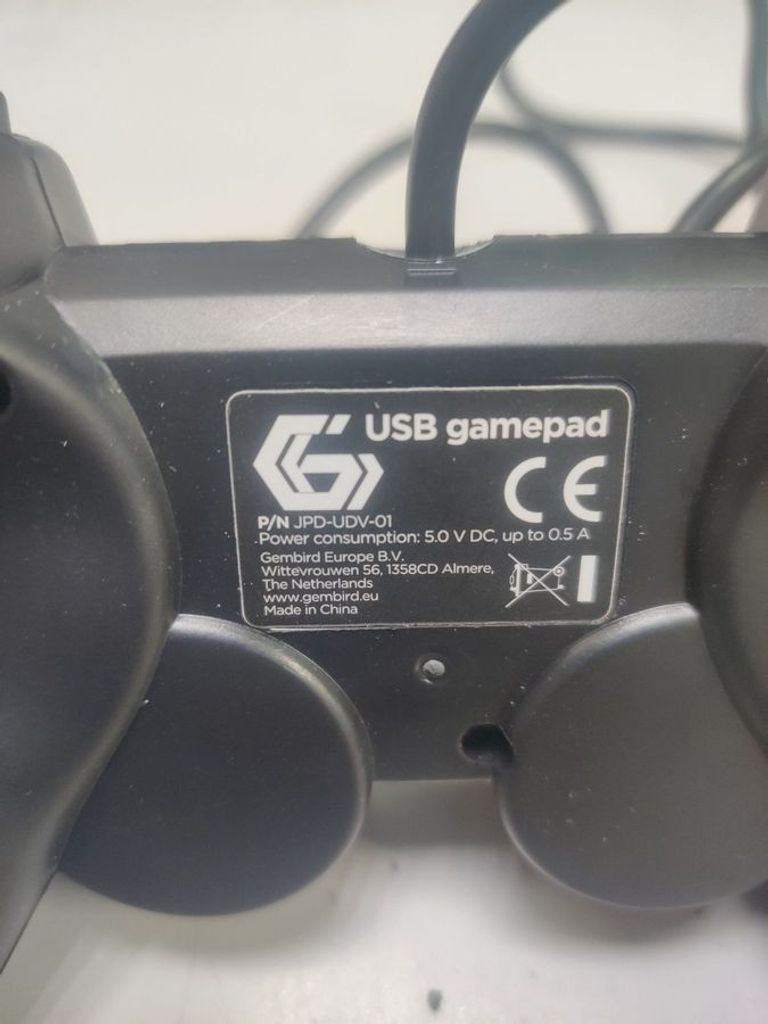 USB gamepad
CE
P/N JPD-UDV-01
Power consumption: 5.0 V DC, up to 0.5 A
Gembird Europe B.V.
Wittevrouwen 56, 1358CD Almere,
The Netherlands
www.gembird.eu
Made in China